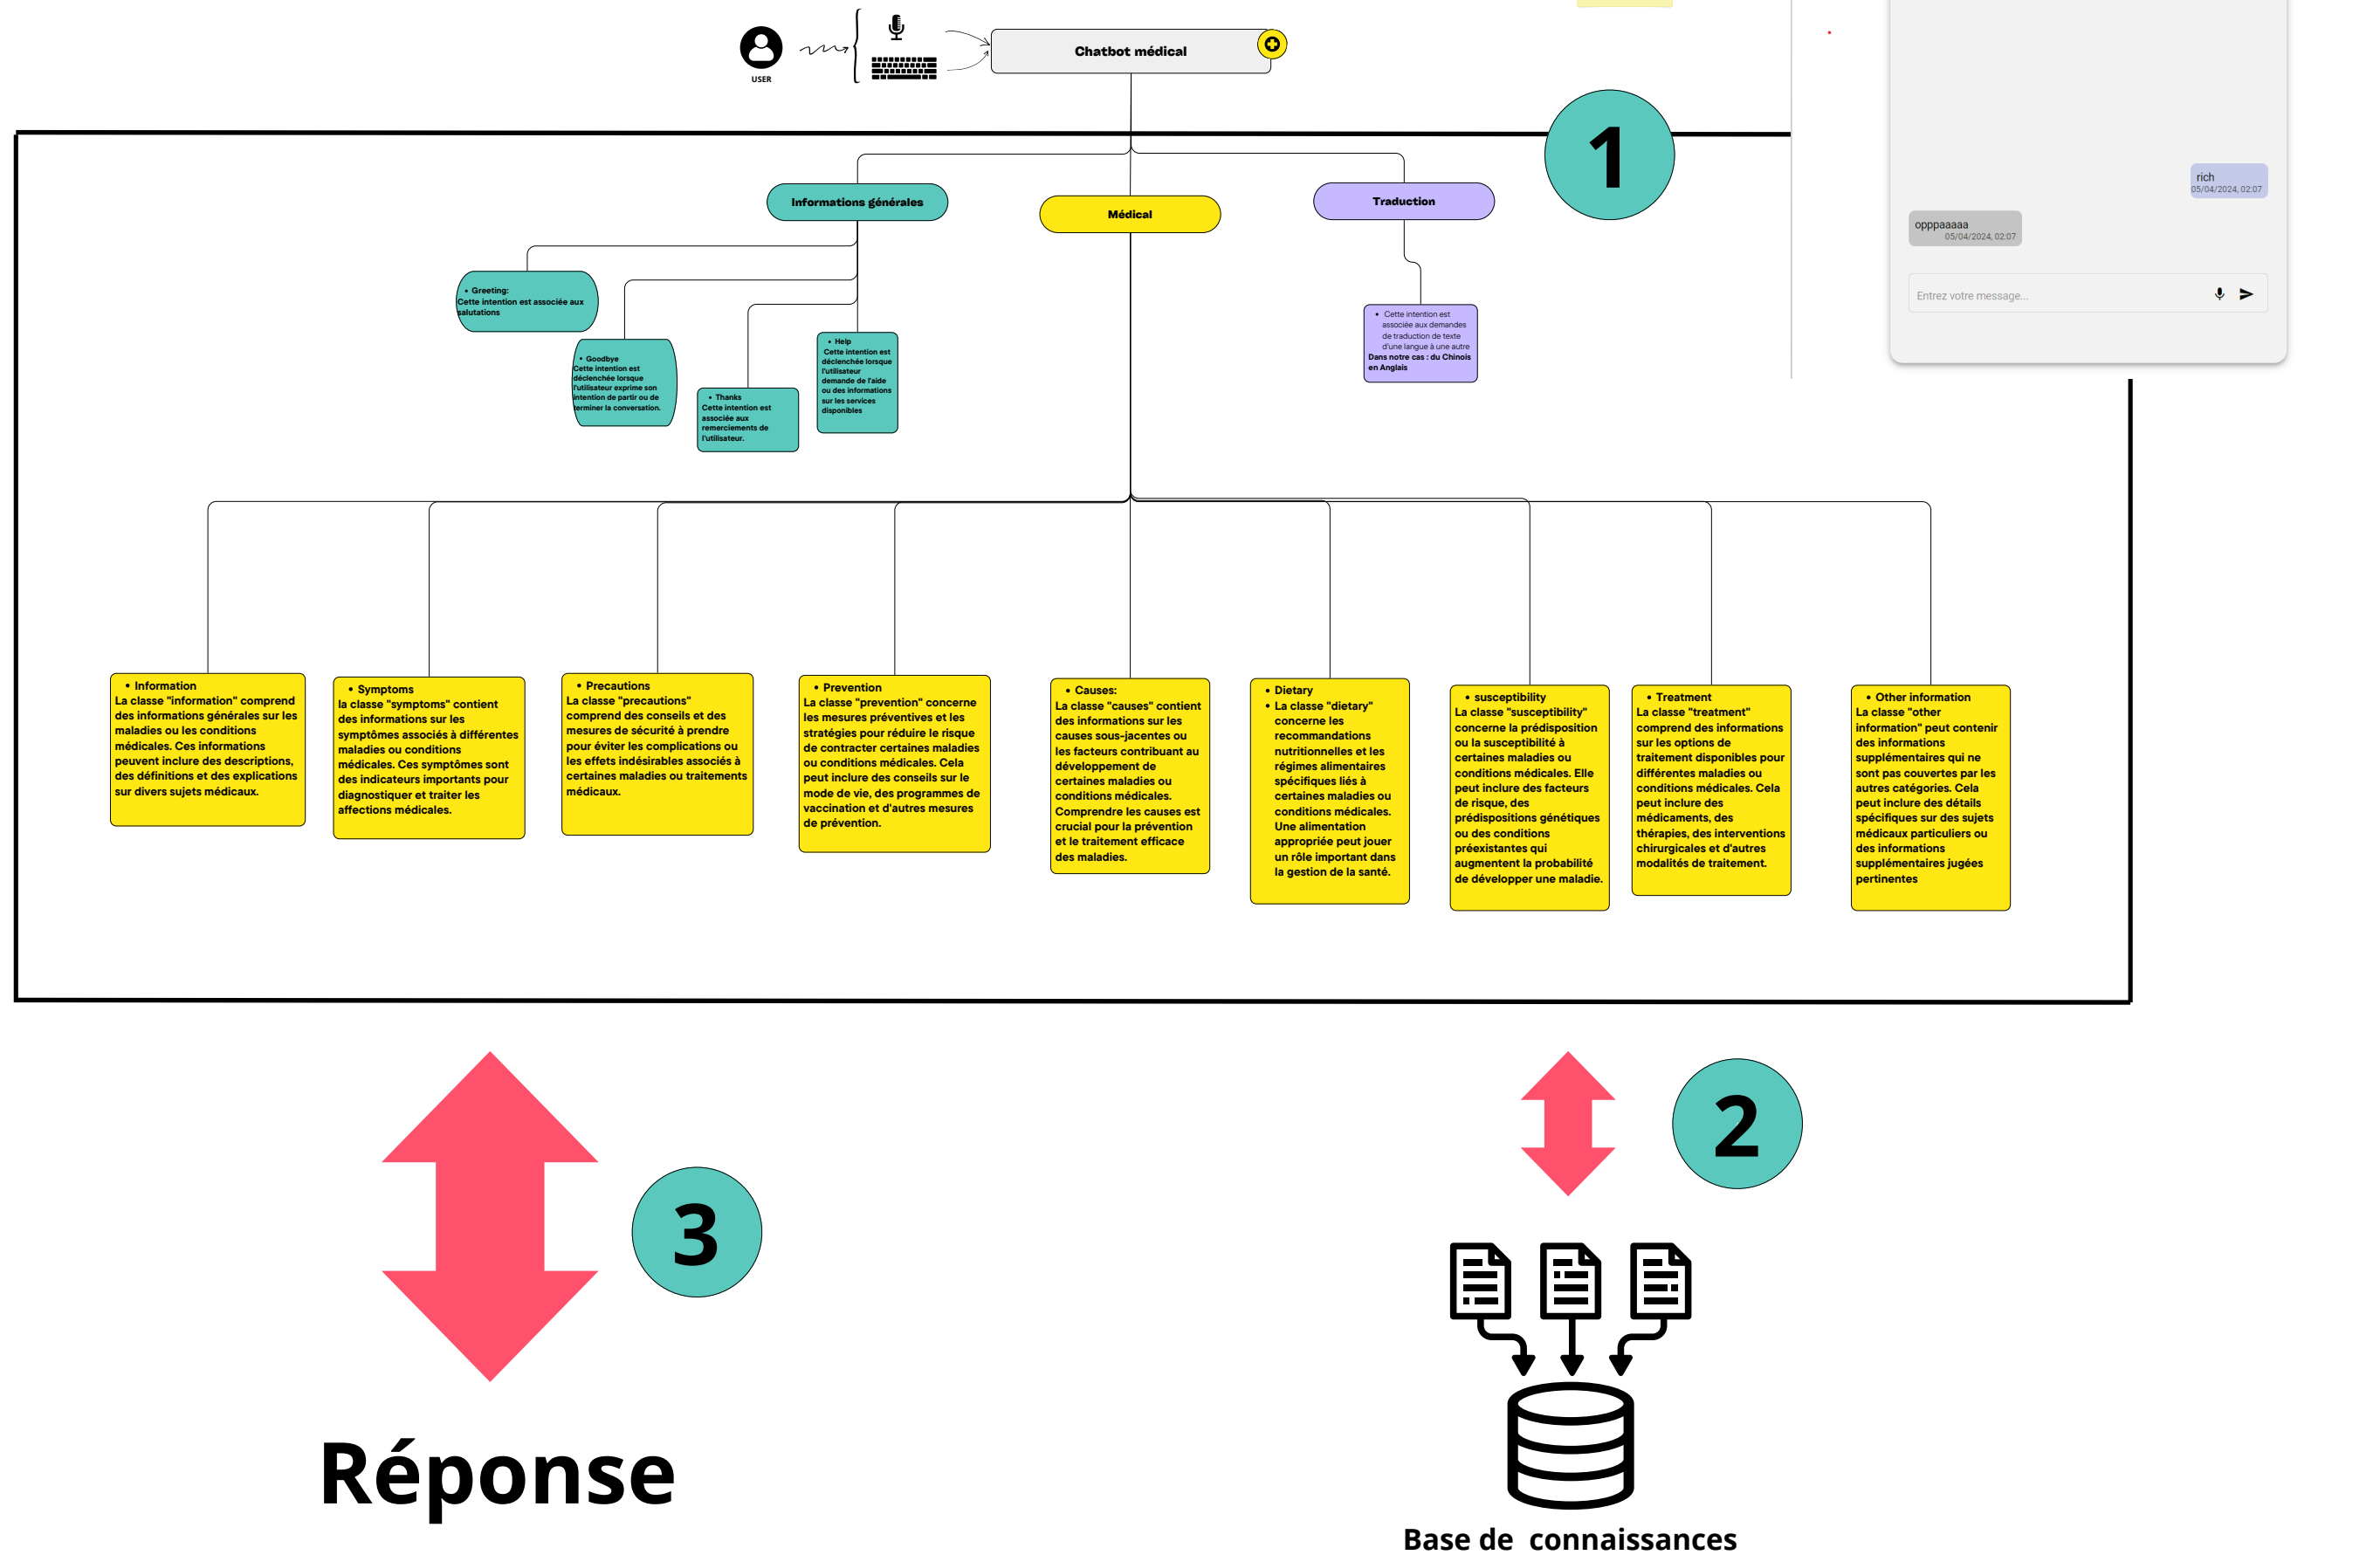 USER
Chatbot médical
1
Informations générales
Médical
Traduction
• Greeting:
Cette intention est associée aux
salutations
• Goodbye
Cette intention est
déclenchée lorsque
l'utilisateur exprime son
intention de partir ou de
terminer la conversation.
• Thanks
Cette intention est
associée aux
remerciements de
l'utilisateur.
• Help
Cette intention est
déclenchée lorsque
l'utilisateur
demande de l'aide
ou des informations
sur les services
disponibles
• Cette intention est
associée aux demandes
de traduction de texte
d'une langue à une autre
Dans notre cas : du Chinois
en Anglais
rich
05/04/2024, 02:07
opppaaaaa
05/04/2024, 02:07
Entrez votre message...
• Information
La classe "information" comprend
des informations générales sur les
maladies ou les conditions
médicales. Ces informations
peuvent inclure des descriptions,
des définitions et des explications
sur divers sujets médicaux.
• Symptoms
la classe "symptoms" contient
des informations sur les
symptômes associés à différentes
maladies ou conditions
médicales. Ces symptômes sont
des indicateurs importants pour
diagnostiquer et traiter les
affections médicales.
• Precautions
La classe "precautions"
comprend des conseils et des
mesures de sécurité à prendre
pour éviter les complications ou
les effets indésirables associés à
certaines maladies ou traitements
médicaux.
• Prevention
La classe "prevention" concerne
les mesures préventives et les
stratégies pour réduire le risque
de contracter certaines maladies
ou conditions médicales. Cela
peut inclure des conseils sur le
mode de vie, des programmes de
vaccination et d'autres mesures
de prévention.
• Causes:
La classe "causes" contient
des informations sur les
causes sous-jacentes ou
les facteurs contribuant au
développement de
certaines maladies ou
conditions médicales.
Comprendre les causes est
crucial pour la prévention
et le traitement efficace
des maladies.
• Dietary
• La classe "dietary"
concerne les
recommandations
nutritionnelles et les
régimes alimentaires
spécifiques liés à
certaines maladies ou
conditions médicales.
Une alimentation
appropriée peut jouer
un rôle important dans
la gestion de la santé.
• susceptibility
La classe "susceptibility"
concerne la prédisposition
ou la susceptibilité à
certaines maladies ou
conditions médicales. Elle
peut inclure des facteurs
de risque, des
prédispositions génétiques
ou des conditions
préexistantes qui
augmentent la probabilité
de développer une maladie.
• Treatment
La classe "treatment"
comprend des informations
sur les options de
traitement disponibles pour
différentes maladies ou
conditions médicales. Cela
peut inclure des
médicaments, des
thérapies, des interventions
chirurgicales et d'autres
modalités de traitement.
• Other information
La classe "other
information" peut contenir
des informations
supplémentaires qui ne
sont pas couvertes par les
autres catégories. Cela
peut inclure des détails
spécifiques sur des sujets
médicaux particuliers ou
des informations
supplémentaires jugées
pertinentes
2
3
Réponse
Base de connaissances